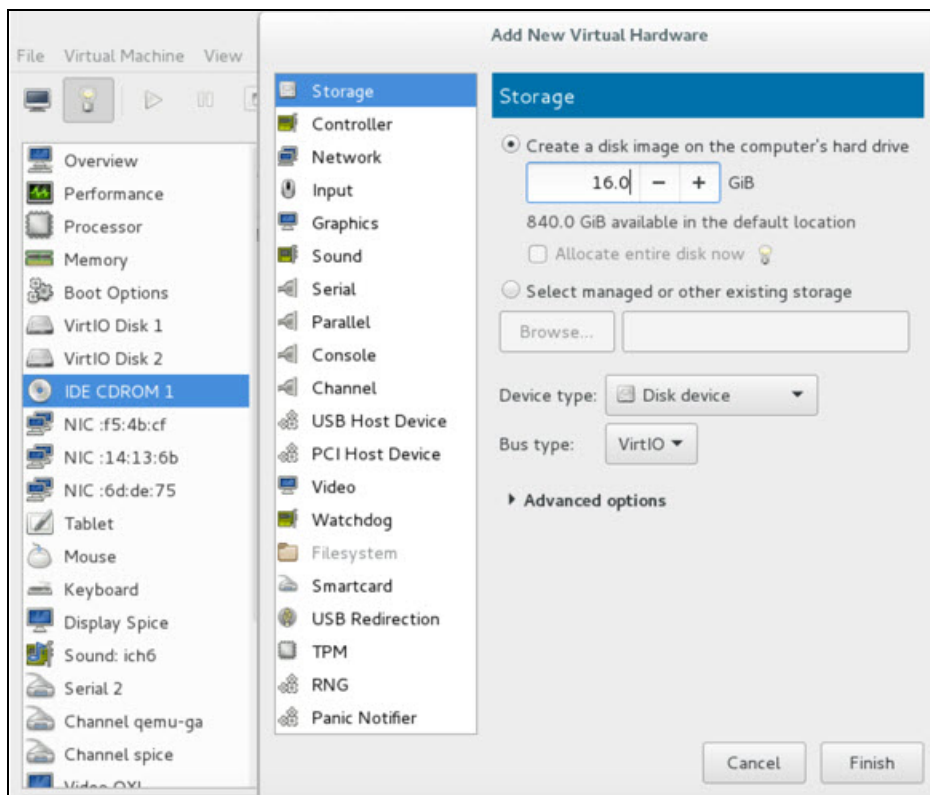 Add New Virtual Hardware
File Virtual Machine View
Overview
Performance
Processor
Memory
Boot Options
VirtIO Disk 1
VirtIO Disk 2
IDE CDROM 1
NIC :f5:4b:cf
NIC :14:13:6b
NIC :6d:de:75
Tablet
Mouse
Keyboard
Display Spice
Sound: ich6
Serial 2
Channel qemu-ga
Channel spice
Video QXL
Storage
Controller
Network
Input
Graphics
Sound
Serial
Parallel
Console
Channel
USB Host Device
PCI Host Device
Video
Watchdog
Filesystem
Smartcard
USB Redirection
TPM
RNG
Panic Notifier
Storage
Create a disk image on the computer's hard drive
16.0 − + GiB
840.0 GiB available in the default location
Allocate entire disk now
Select managed or other existing storage
Browse...
Device type: Disk device
Bus type: VirtIO
Advanced options
Cancel Finish